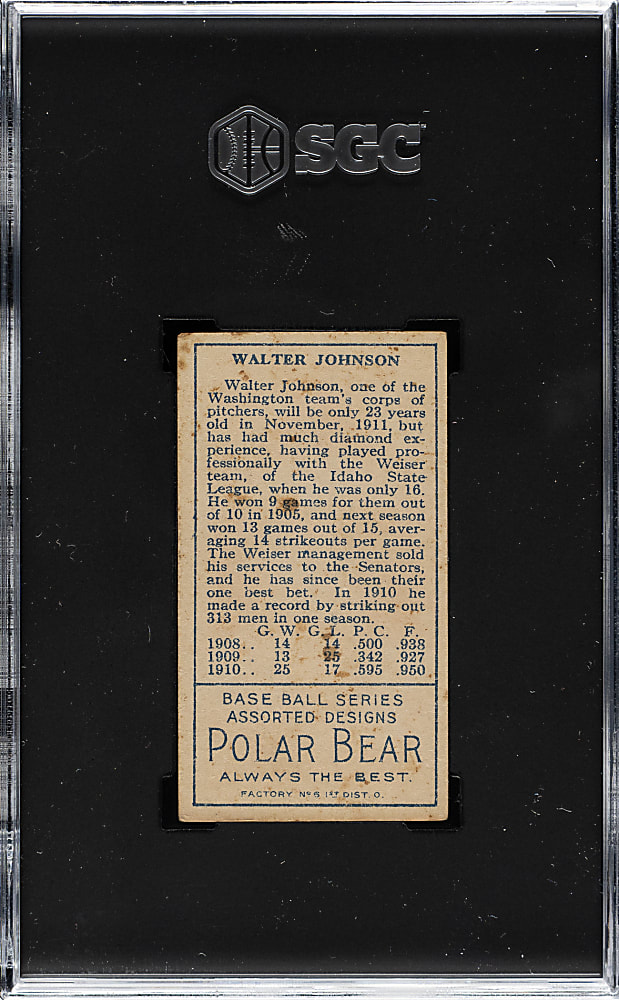 SGC
WALTER JOHNSON
Walter Johnson, one of the
Washington team's corps of
pitchers, will be only 23 years
old in November, 1911, but
has had much diamond ex-
perience, having played pro-
fessionally with the Weiser
team, of the Idaho State
League, when he was only 16.
He won 9 games for them out
of 10 in 1905, and next season
won 13 games out of 15, aver-
aging 14 strikeouts per game.
The Weiser management sold
his services to the Senators,
and he has since been their
one best bet. In 1910 he
made a record by striking out
313 men in one season.
G. W. G. L. P. C. F.
1908.. 14 14 .500 .938
1909.. 13 25 .342 .927
1910.. 25 17 .595 .950
BASE BALL SERIES
ASSORTED DESIGNS
POLAR BEAR
ALWAYS THE BEST.
FACTORY Nº 6 1ST DIST. O.